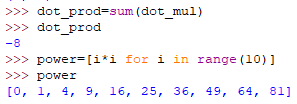 >>> dot_prod=sum(dot_mul)
>>> dot_prod
-8
>>> power=[i*i for i in range(10)]
>>> power
[0, 1, 4, 9, 16, 25, 36, 49, 64, 81]